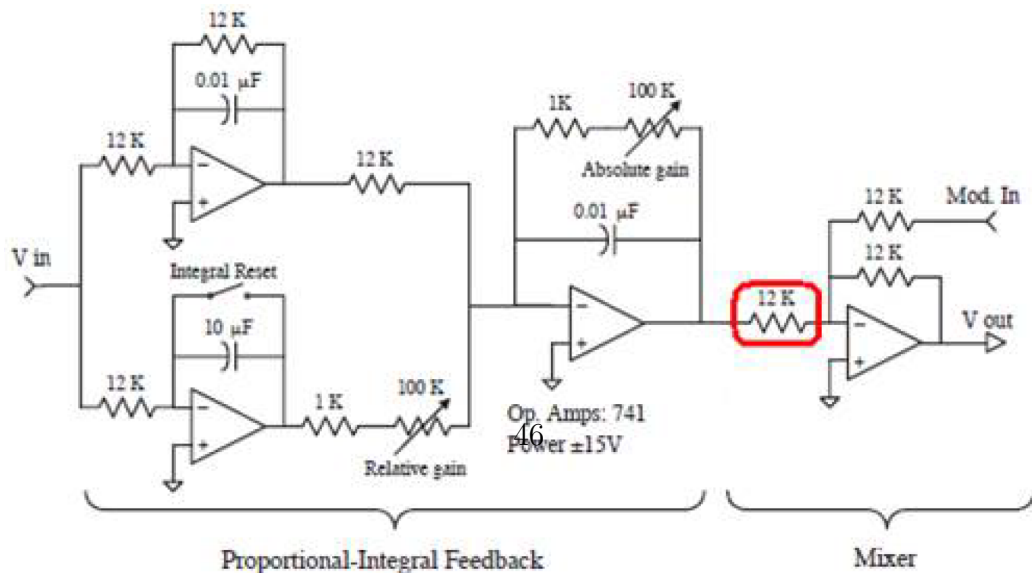 12 K
0.01 μF
12 K
−
+
12 K
V in
Integral Reset
10 μF
12 K
−
+
1 K
100 K
Relative gain
1K
100 K
Absolute gain
0.01 μF
−
+
Op. Amps: 741
46
Power ±15V
12 K
12 K
Mod. In
12 K
−
+
V out
Proportional-Integral Feedback
Mixer